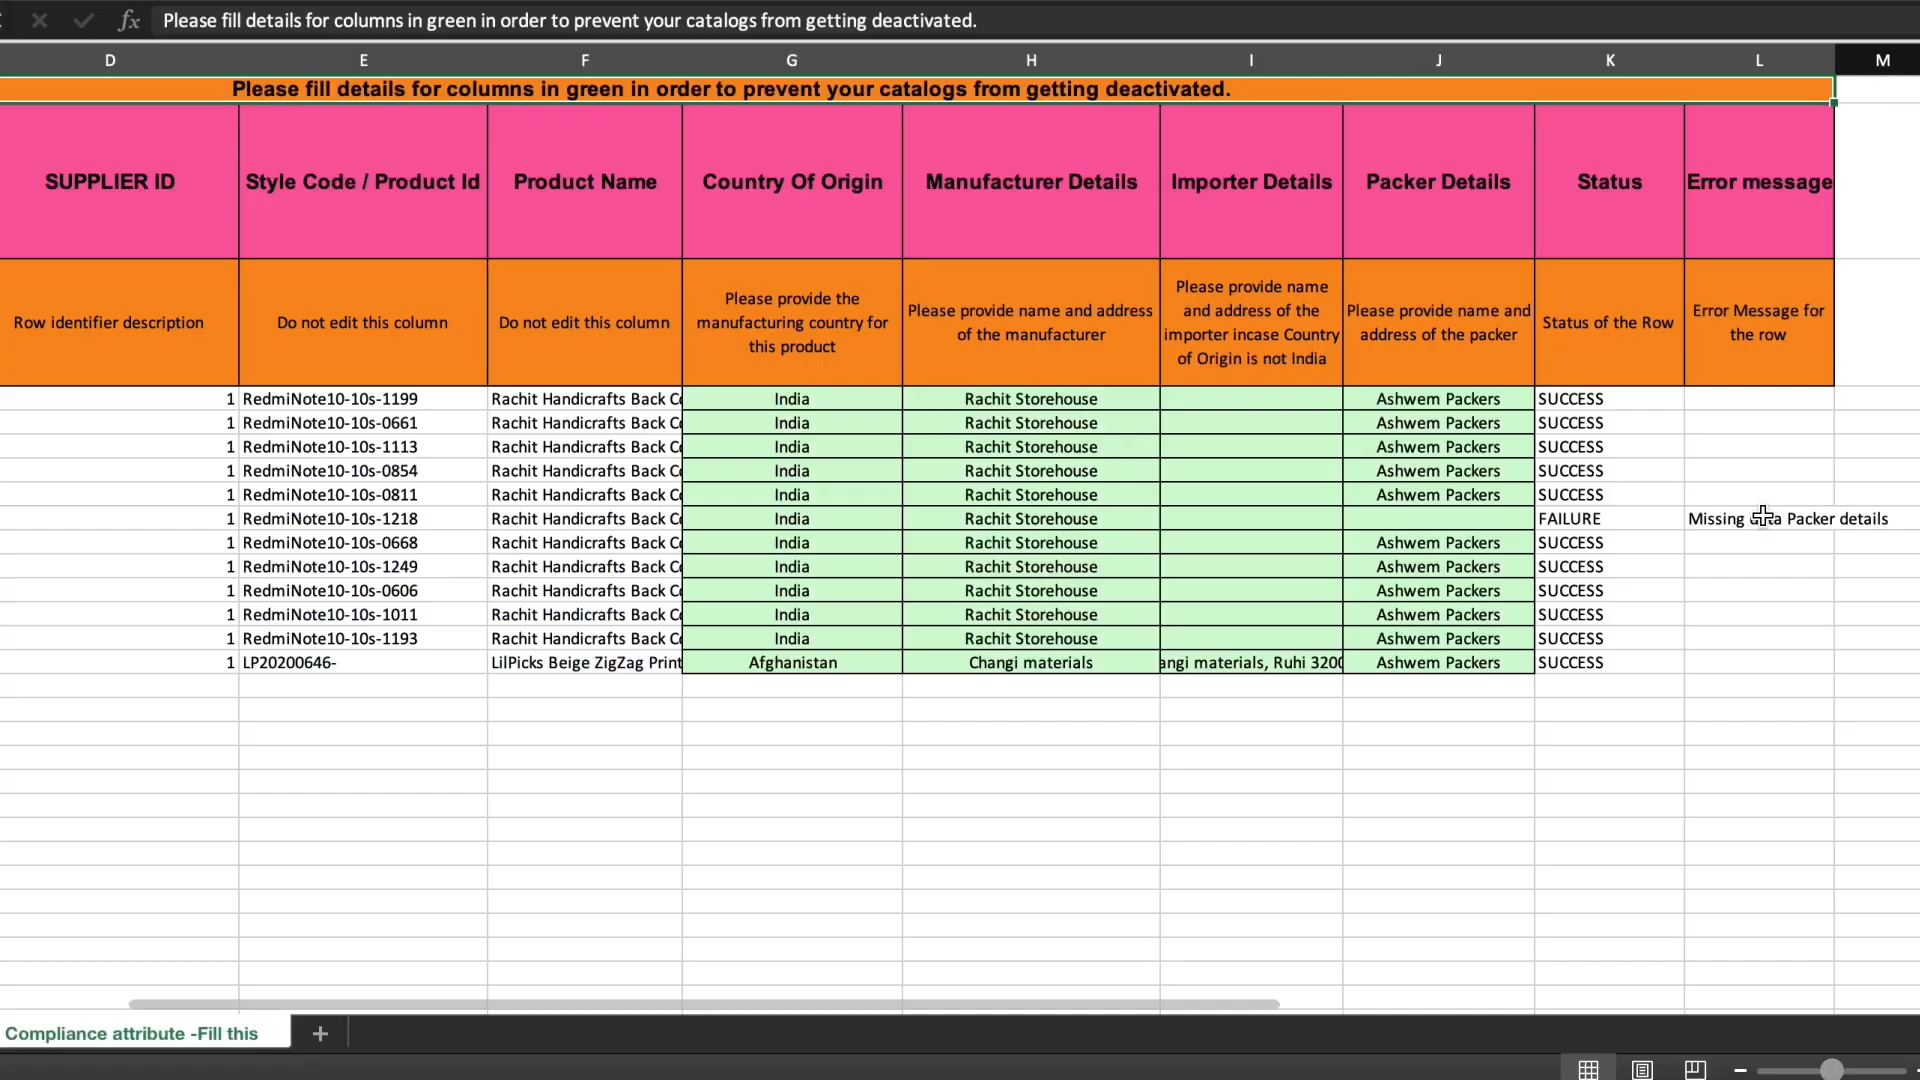 fx Please fill details for columns in green in order to prevent your catalogs from getting deactivated.
D E F G H I J K L M
Please fill details for columns in green in order to prevent your catalogs from getting deactivated.
SUPPLIER ID Style Code / Product Id Product Name Country Of Origin Manufacturer Details Importer Details Packer Details Status Error message
Row identifier description
Do not edit this column
Do not edit this column
Please provide the
manufacturing country for
this product
Please provide name and address
of the manufacturer
Please provide name
and address of the
importer incase Country
of Origin is not India
Please provide name and
address of the packer
Status of the Row
Error Message for
the row
1 RedmiNote10-10s-1199 Rachit Handicrafts Back India Rachit Storehouse Ashwem Packers SUCCESS
1 RedmiNote10-10s-0661 Rachit Handicrafts Back India Rachit Storehouse Ashwem Packers SUCCESS
1 RedmiNote10-10s-1113 Rachit Handicrafts Back India Rachit Storehouse Ashwem Packers SUCCESS
1 RedmiNote10-10s-0854 Rachit Handicrafts Back India Rachit Storehouse Ashwem Packers SUCCESS
1 RedmiNote10-10s-0811 Rachit Handicrafts Back India Rachit Storehouse Ashwem Packers SUCCESS
1 RedmiNote10-10s-1218 Rachit Handicrafts Back India Rachit Storehouse FAILURE Missing Packer details
1 RedmiNote10-10s-0668 Rachit Handicrafts Back India Rachit Storehouse Ashwem Packers SUCCESS
1 RedmiNote10-10s-1249 Rachit Handicrafts Back India Rachit Storehouse Ashwem Packers SUCCESS
1 RedmiNote10-10s-0606 Rachit Handicrafts Back India Rachit Storehouse Ashwem Packers SUCCESS
1 RedmiNote10-10s-1011 Rachit Handicrafts Back India Rachit Storehouse Ashwem Packers SUCCESS
1 RedmiNote10-10s-1193 Rachit Handicrafts Back India Rachit Storehouse Ashwem Packers SUCCESS
1 LP20200646- LilPicks Beige ZigZag Print Afghanistan Changi materials angi materials, Ruhi 320 Ashwem Packers SUCCESS
Compliance attribute -Fill this